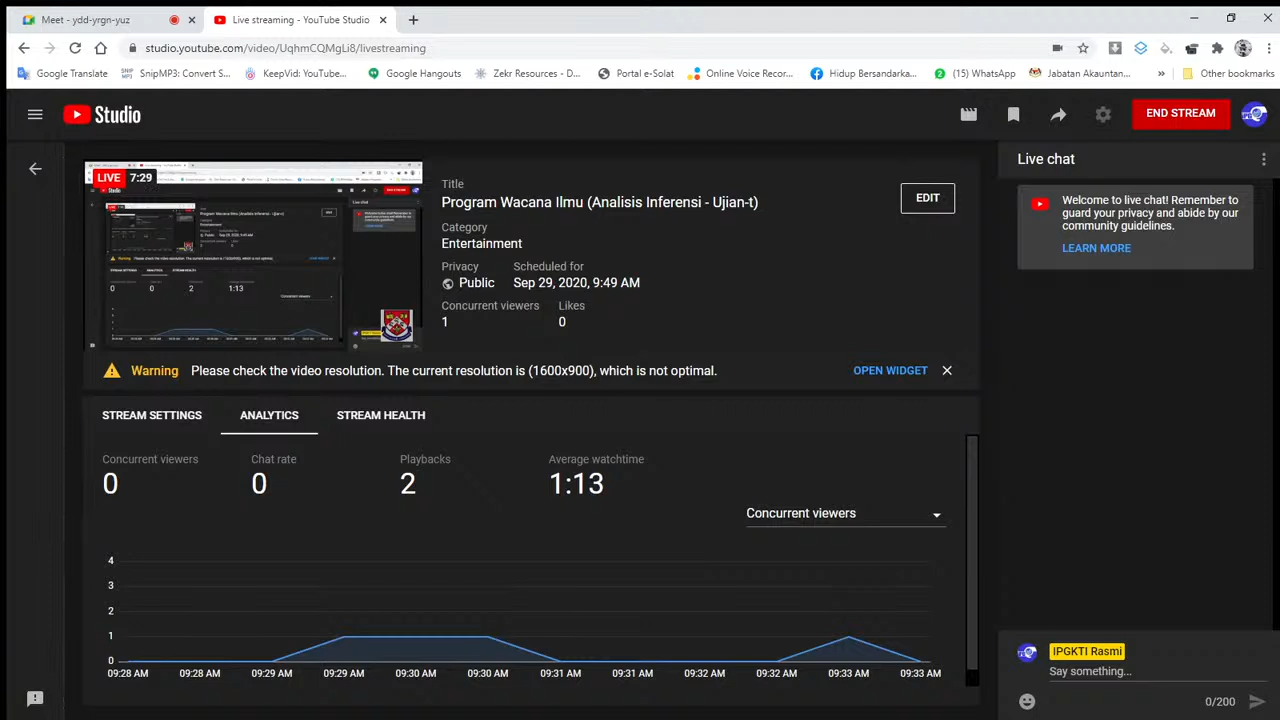 Meet - ydd-yrgn-yuz
Live streaming - YouTube Studio
studio.youtube.com/video/UqhmCQMgLi8/livestreaming
Google Translate
SnipMP3: Convert S...
KeepVid: YouTube...
Google Hangouts
Zekr Resources - D...
Portal e-Solat
Online Voice Recor...
Hidup Bersandarka...
(15) WhatsApp
Jabatan Akauntan...
»
Other bookmarks
Studio
END STREAM
LIVE 7:29
Title
Program Wacana Ilmu (Analisis Inferensi - Ujian-t)
EDIT
Category
Entertainment
Privacy
Scheduled for
Public
Sep 29, 2020, 9:49 AM
Concurrent viewers
Likes
1
0
Live chat
Welcome to live chat! Remember to
guard your privacy and abide by our
community guidelines.
LEARN MORE
Warning Please check the video resolution. The current resolution is (1600x900), which is not optimal.
OPEN WIDGET
STREAM SETTINGS
ANALYTICS
STREAM HEALTH
Concurrent viewers
Chat rate
Playbacks
Average watchtime
0
0
2
1:13
Concurrent viewers
4
3
2
1
0
09:28 AM
09:28 AM
09:29 AM
09:29 AM
09:30 AM
09:30 AM
09:31 AM
09:31 AM
09:32 AM
09:32 AM
09:33 AM
09:33 AM
IPGKTI Rasmi
Say something...
0/200